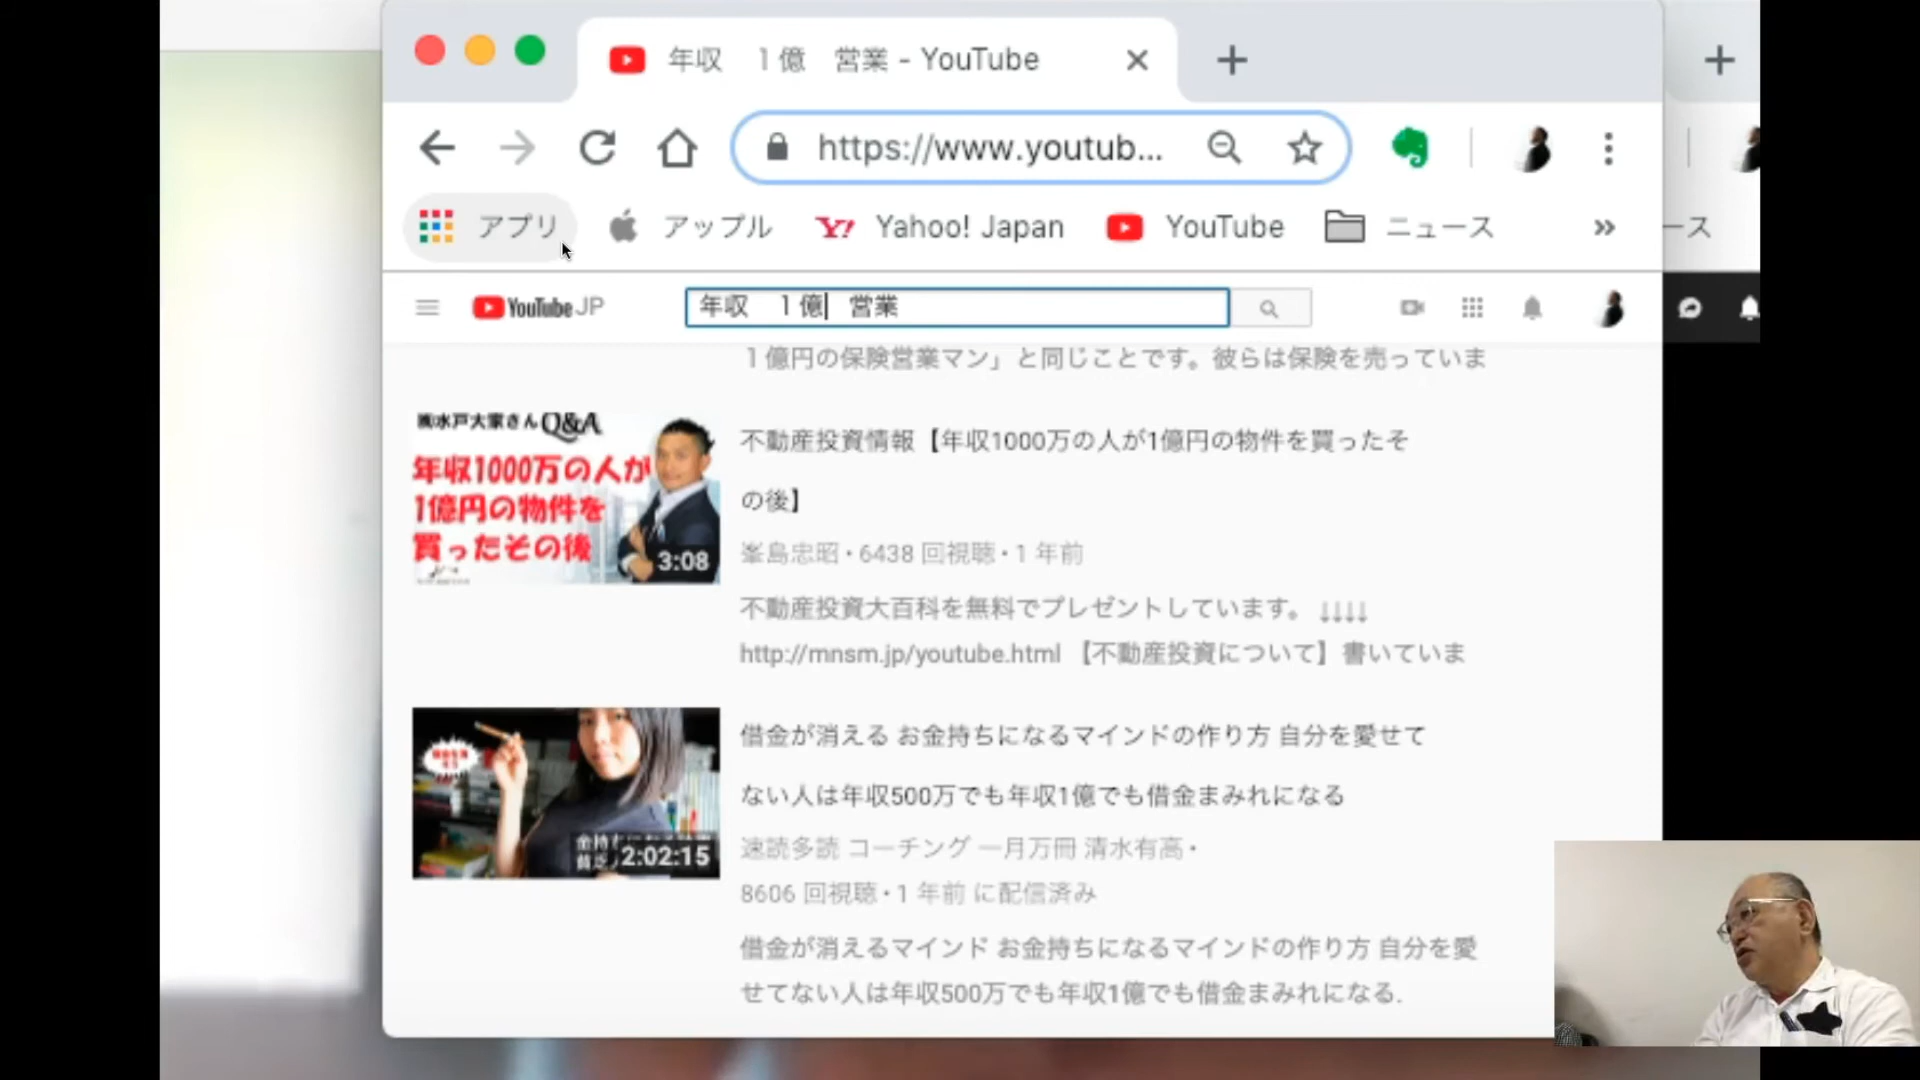 年収　１億　営業 - YouTube
https://www.youtub...
アプリ
アップル
Y! Yahoo! Japan
YouTube
ニュース
»
ース
YouTube JP
年収　１億　営業
１億円の保険営業マン」と同じことです。彼らは保険を売っていま
㈱水戸大家さん Q&A
年収1000万の人が
1億円の物件を
買ったその後
3:08
不動産投資情報【年収1000万の人が1億円の物件を買ったそ
の後】
峯島忠昭・6438 回視聴・1 年前
不動産投資大百科を無料でプレゼントしています。 ↓↓↓↓
http://mnsm.jp/youtube.html 【不動産投資について】書いていま
2:02:15
借金が消える お金持ちになるマインドの作り方 自分を愛せて
ない人は年収500万でも年収1億でも借金まみれになる
速読多読 コーチング 一月万冊 清水有高・
8606 回視聴・1 年前 に配信済み
借金が消えるマインド お金持ちになるマインドの作り方 自分を愛
せてない人は年収500万でも年収1億でも借金まみれになる.